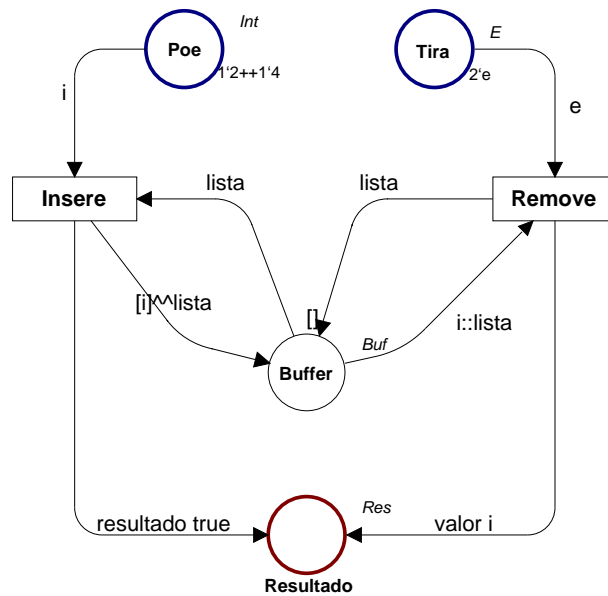 Int
E
Poe
Tira
1‘2++1‘4
2‘e
i
e
Insere
lista
lista
Remove
[i]^^lista
[]
i::lista
Buf
Buffer
Res
resultado true
valor i
Resultado